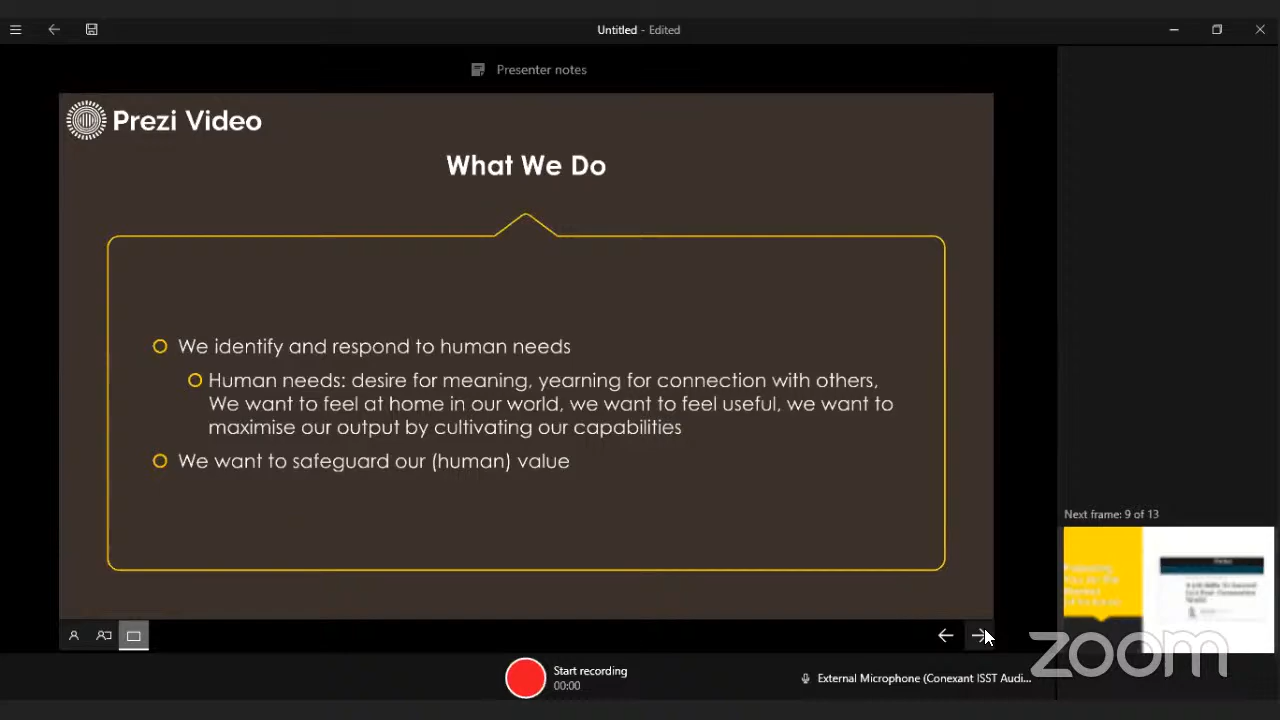 Untitled - Edited
Presenter notes
Prezi Video
What We Do
We identify and respond to human needs
Human needs: desire for meaning, yearning for connection with others,
We want to feel at home in our world, we want to feel useful, we want to
maximise our output by cultivating our capabilities
We want to safeguard our (human) value
Next frame: 9 of 13
zoom
Start recording
00:00
External Microphone (Conexant ISST Audi...